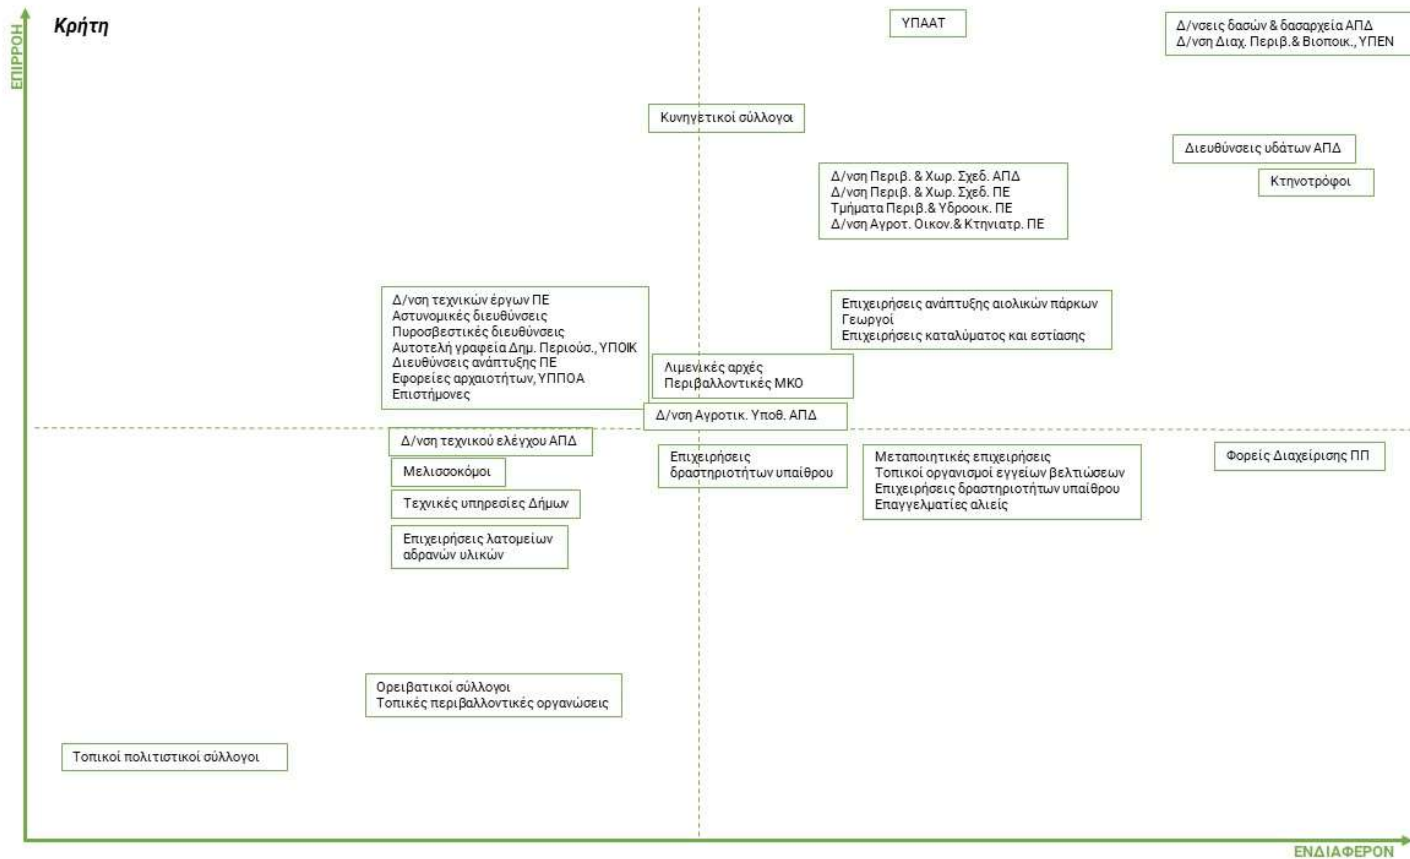 ΕΠΙΡΡΟΗ
Κρήτη
ΥΠΑΑΤ
Δ/νσεις δασών & δασαρχεία ΑΠΔ
Δ/νση Διαχ. Περιβ.& Βιοποικ., ΥΠΕΝ
Κυνηγετικοί σύλλογοι
Διευθύνσεις υδάτων ΑΠΔ
Κτηνοτρόφοι
Δ/νση Περιβ. & Χωρ. Σχεδ. ΑΠΔ
Δ/νση Περιβ. & Χωρ. Σχεδ. ΠΕ
Τμήματα Περιβ.& Υδροοικ. ΠΕ
Δ/νση Αγροτ. Οικον.& Κτηνιατρ. ΠΕ
Δ/νση τεχνικών έργων ΠΕ
Αστυνομικές διευθύνσεις
Πυροσβεστικές διευθύνσεις
Αυτοτελή γραφεία Δημ. Περιούσ., ΥΠΟΙΚ
Διευθύνσεις ανάπτυξης ΠΕ
Εφορείες αρχαιοτήτων, ΥΠΠΟΑ
Επιστήμονες
Επιχειρήσεις ανάπτυξης αιολικών πάρκων
Γεωργοί
Επιχειρήσεις καταλύματος και εστίασης
Λιμενικές αρχές
Περιβαλλοντικές ΜΚΟ
Δ/νση Αγροτικ. Υποθ. ΑΠΔ
Δ/νση τεχνικού ελέγχου ΑΠΔ
Μελισσοκόμοι
Τεχνικές υπηρεσίες Δήμων
Επιχειρήσεις λατομείων
αδρανών υλικών
Επιχειρήσεις
δραστηριοτήτων υπαίθρου
Μεταποιητικές επιχειρήσεις
Τοπικοί οργανισμοί εγγείων βελτιώσεων
Επιχειρήσεις δραστηριοτήτων υπαίθρου
Επαγγελματίες αλιείς
Φορείς Διαχείρισης ΠΠ
Ορειβατικοί σύλλογοι
Τοπικές περιβαλλοντικές οργανώσεις
Τοπικοί πολιτιστικοί σύλλογοι
ΕΝΔΙΑΦΕΡΟΝ